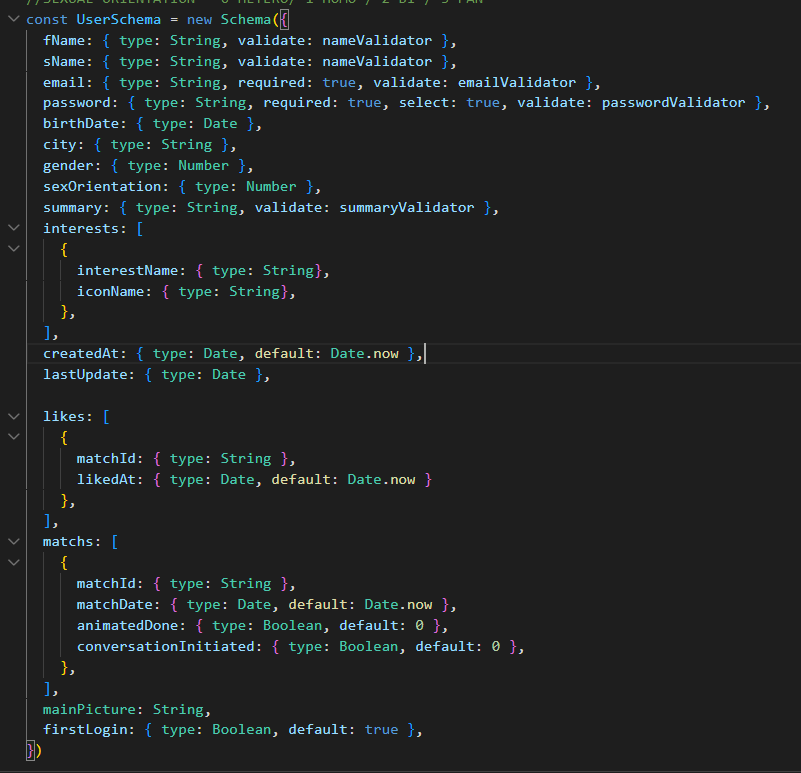 //SEXUAL ORIENTATION - 0 HETERO/ 1 HOMO / 2 BI / 3 PAN
const UserSchema = new Schema({
  fName: { type: String, validate: nameValidator },
  sName: { type: String, validate: nameValidator },
  email: { type: String, required: true, validate: emailValidator },
  password: { type: String, required: true, select: true, validate: passwordValidator },
  birthDate: { type: Date },
  city: { type: String },
  gender: { type: Number },
  sexOrientation: { type: Number },
  summary: { type: String, validate: summaryValidator },
  interests: [
    {
      interestName: { type: String},
      iconName: { type: String},
    },
  ],
  createdAt: { type: Date, default: Date.now },
  lastUpdate: { type: Date },
  likes: [
    {
      matchId: { type: String },
      likedAt: { type: Date, default: Date.now }
    },
  ],
  matchs: [
    {
      matchId: { type: String },
      matchDate: { type: Date, default: Date.now },
      animatedDone: { type: Boolean, default: 0 },
      conversationInitiated: { type: Boolean, default: 0 },
    },
  ],
  mainPicture: String,
  firstLogin: { type: Boolean, default: true },
})